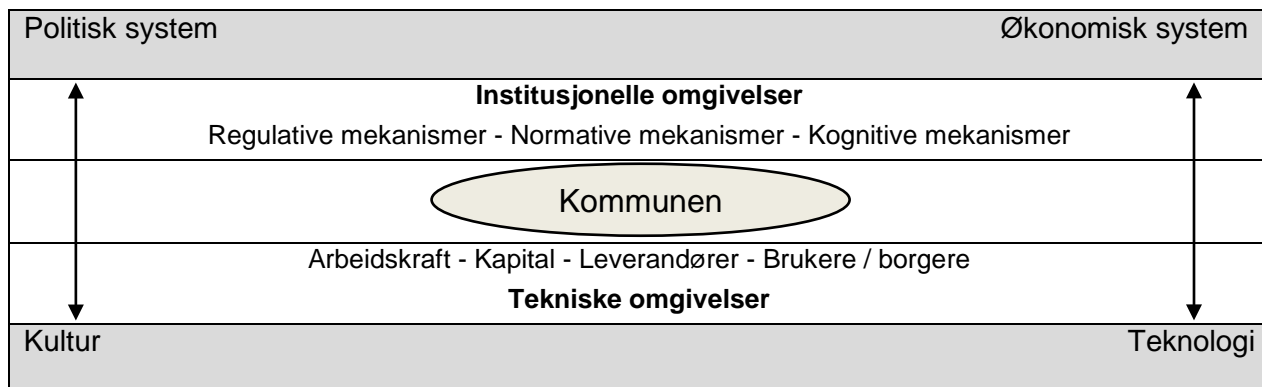 Politisk system Økonomisk system
Institusjonelle omgivelser
Regulative mekanismer - Normative mekanismer - Kognitive mekanismer
Kommunen
Arbeidskraft - Kapital - Leverandører - Brukere / borgere
Tekniske omgivelser
Kultur Teknologi